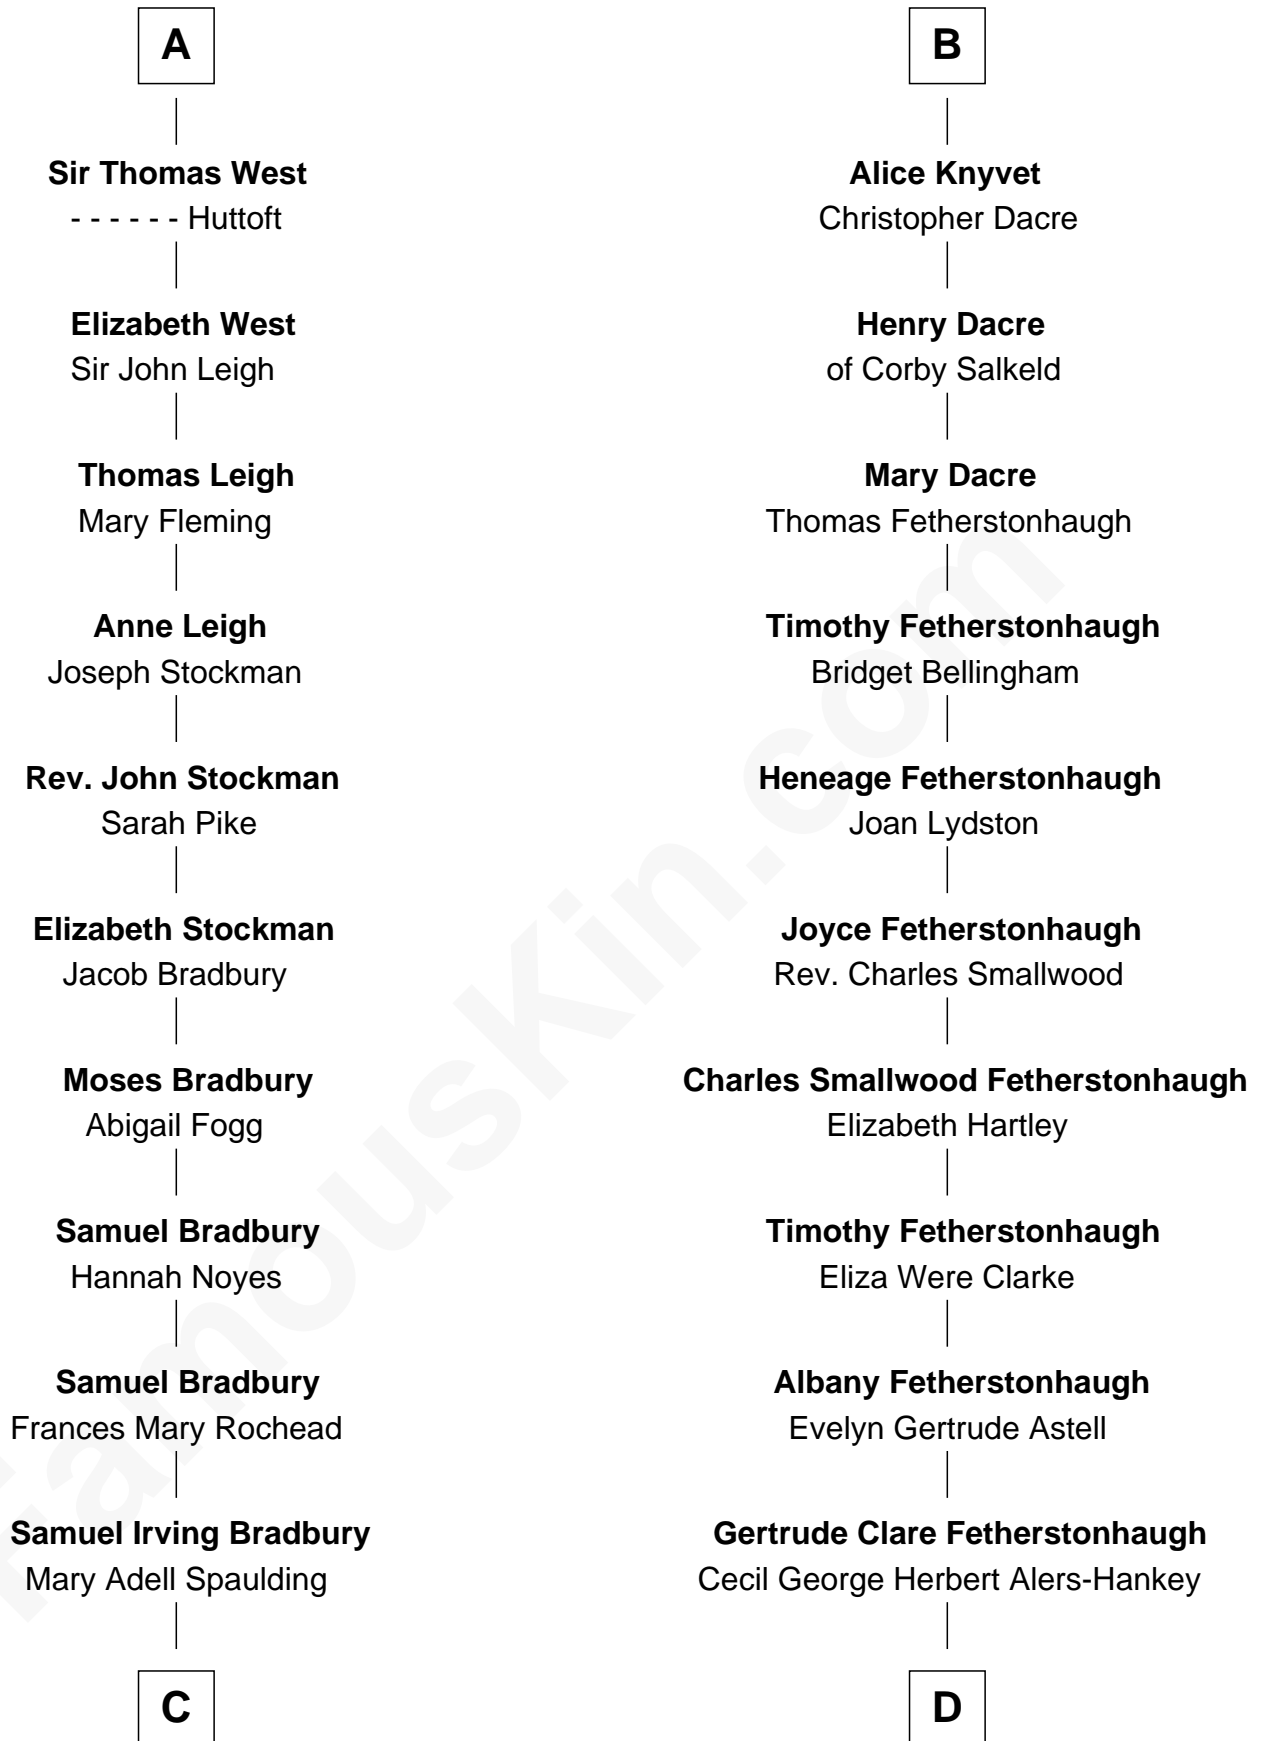 A
Sir Thomas West
- - - - - - Huttoft
Elizabeth West
Sir John Leigh
Thomas Leigh
Mary Fleming
Anne Leigh
Joseph Stockman
Rev. John Stockman
Sarah Pike
Elizabeth Stockman
Jacob Bradbury
Moses Bradbury
Abigail Fogg
Samuel Bradbury
Hannah Noyes
Samuel Bradbury
Frances Mary Rochead
Samuel Irving Bradbury
Mary Adell Spaulding
C
B
Alice Knyvet
Christopher Dacre
Henry Dacre
of Corby Salkeld
Mary Dacre
Thomas Fetherstonhaugh
Timothy Fetherstonhaugh
Bridget Bellingham
Heneage Fetherstonhaugh
Joan Lydston
Joyce Fetherstonhaugh
Rev. Charles Smallwood
Charles Smallwood Fetherstonhaugh
Elizabeth Hartley
Timothy Fetherstonhaugh
Eliza Were Clarke
Albany Fetherstonhaugh
Evelyn Gertrude Astell
Gertrude Clare Fetherstonhaugh
Cecil George Herbert Alers-Hankey
D
FamousKin.com